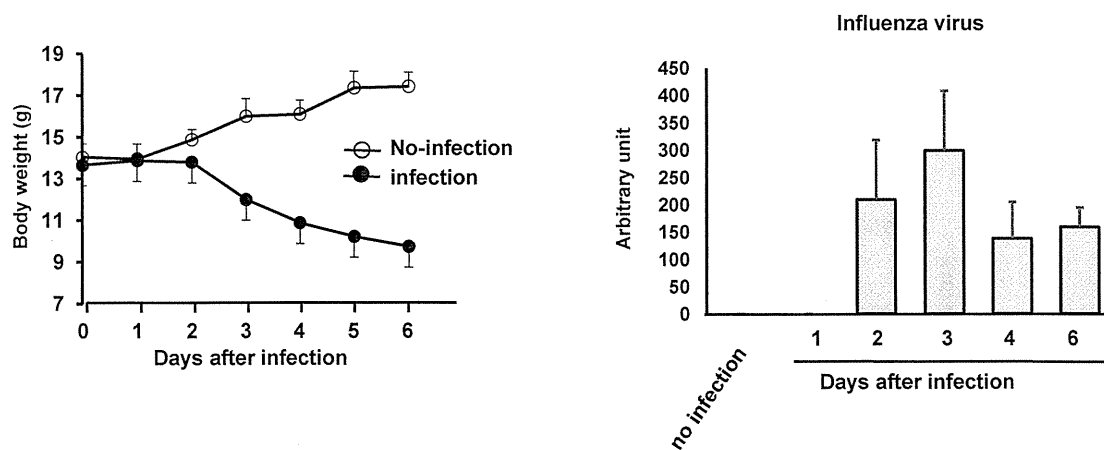 19
17
15
13
11
9
7
Body weight (g)
0 1 2 3 4 5 6
Days after infection
No-infection
infection
Influenza virus
450
400
350
300
250
200
150
100
50
0
Arbitrary unit
no infection
1 2 3 4 6
Days after infection